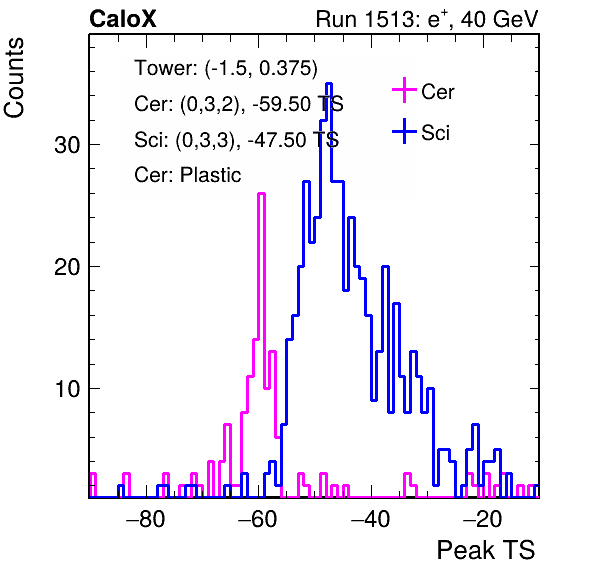 CaloX Run 1513: e+, 40 GeV
Counts
Tower: (-1.5, 0.375)
Cer: (0,3,2), -59.50 TS
Sci: (0,3,3), -47.50 TS
Cer: Plastic
Cer
Sci
30
20
10
−80 −60 −40 −20
Peak TS